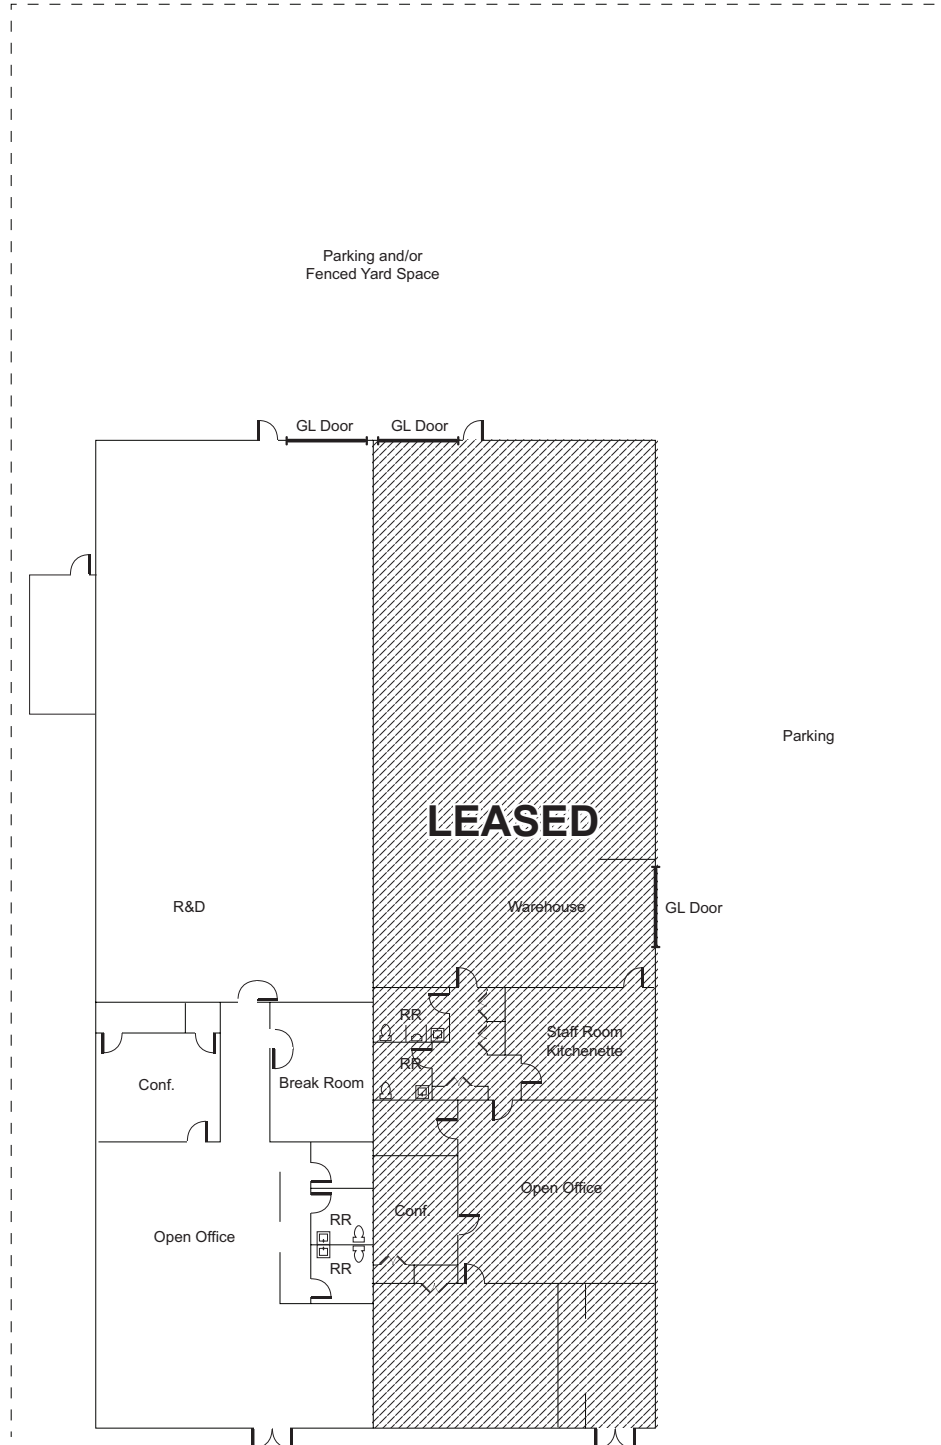 Parking and/or
Fenced Yard Space
GL Door
GL Door
Parking
LEASED
R&D
Warehouse
GL Door
RR
Staff Room
Kitchenette
RR
Conf.
Break Room
Open Office
Conf.
RR
Open Office
RR